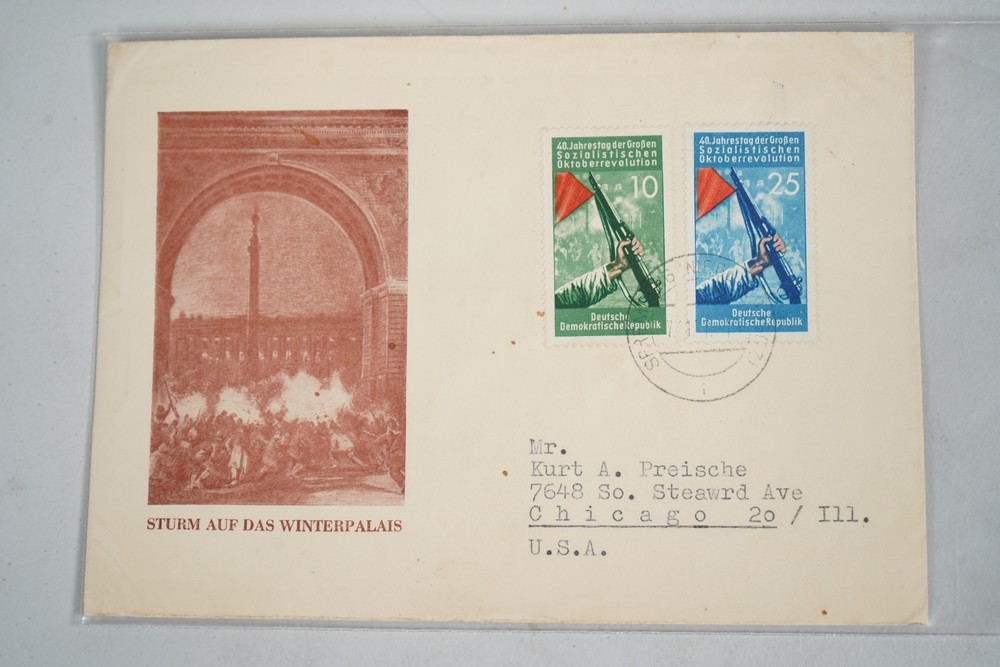 40. Jahrestag der Großen
Sozialistischen
Oktoberrevolution
10
Deutsche
Demokratische Republik
40. Jahrestag der Großen
Sozialistischen
Oktoberrevolution
25
Deutsche
Demokratische Republik
STURM AUF DAS WINTERPALAIS
Mr.
Kurt A. Preische
7648 So. Steawrd Ave
Chicago 2o / Ill.
U.S.A.